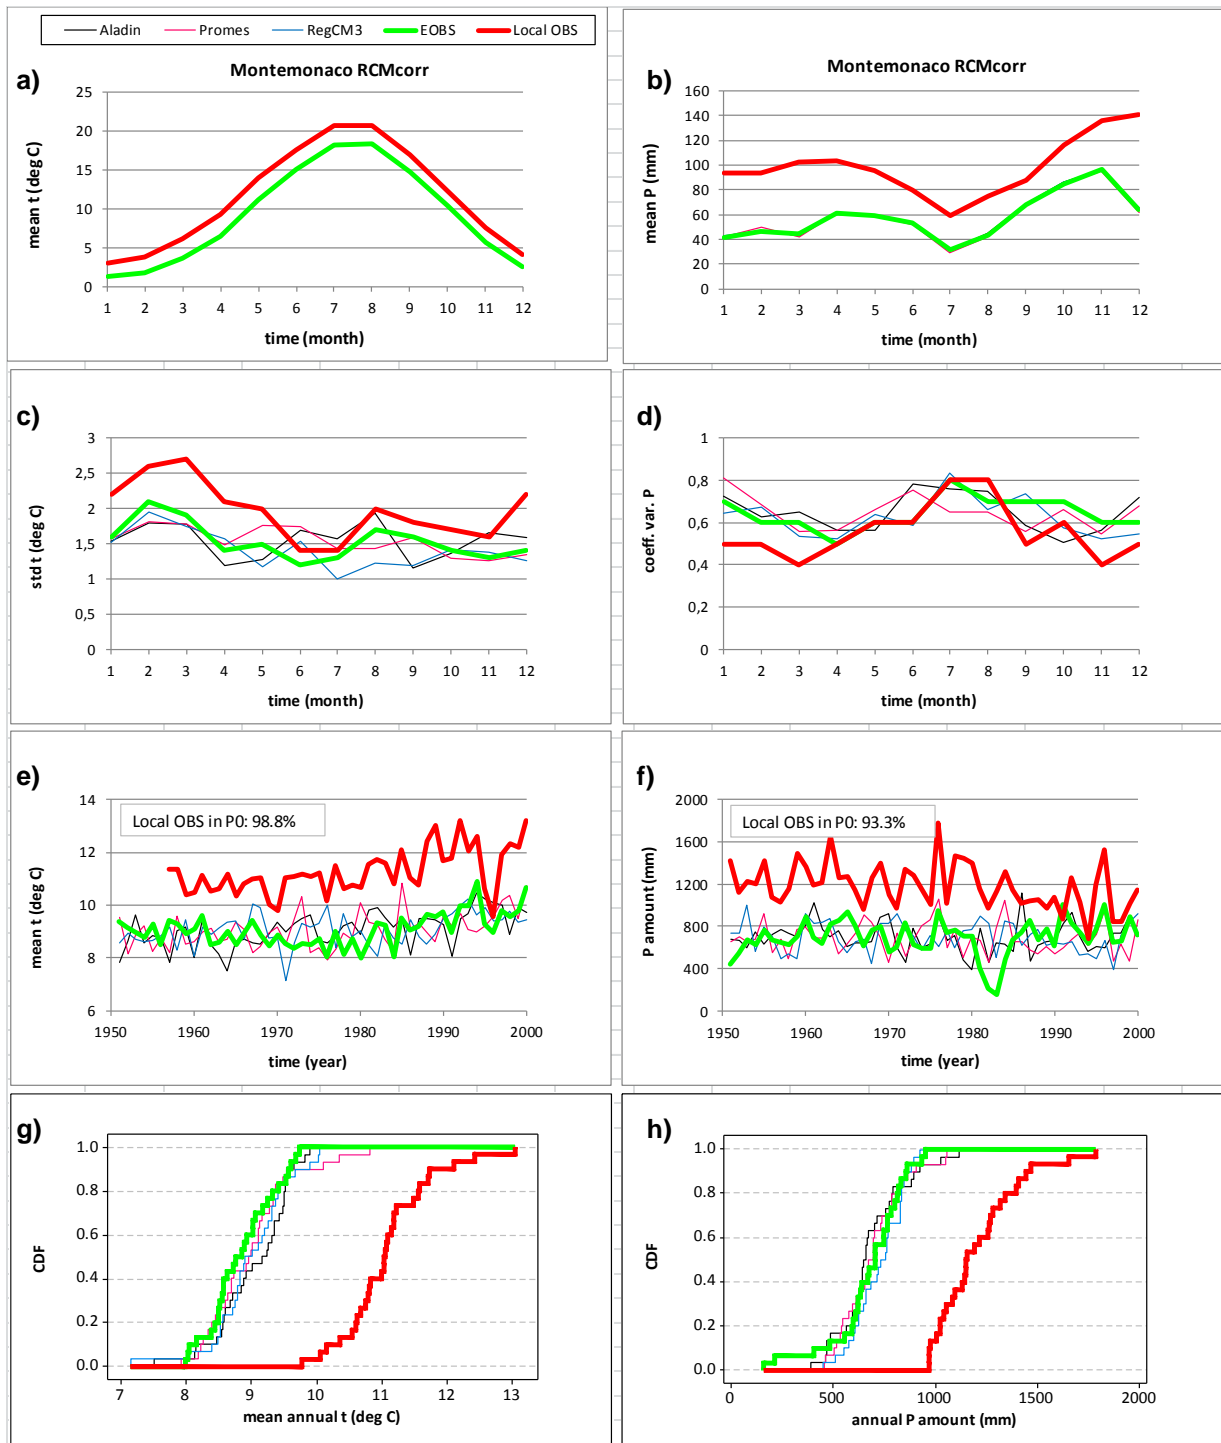 Aladin Promes RegCM3 EOBS Local OBS
a)
Montemonaco RCMcorr
mean t (deg C)
25
20
15
10
5
0
1 2 3 4 5 6 7 8 9 10 11 12
time (month)
b)
Montemonaco RCMcorr
mean P (mm)
160
140
120
100
80
60
40
20
0
1 2 3 4 5 6 7 8 9 10 11 12
time (month)
c)
std t (deg C)
3
2,5
2
1,5
1
0,5
0
1 2 3 4 5 6 7 8 9 10 11 12
time (month)
d)
coeff. var. P
1
0,8
0,6
0,4
0,2
0
1 2 3 4 5 6 7 8 9 10 11 12
time (month)
e)
Local OBS in P0: 98.8%
mean t (deg C)
14
12
10
8
6
1950 1960 1970 1980 1990 2000
time (year)
f)
Local OBS in P0: 93.3%
P amount (mm)
2000
1600
1200
800
400
0
1950 1960 1970 1980 1990 2000
time (year)
g)
CDF
1.0
0.8
0.6
0.4
0.2
0.0
7 8 9 10 11 12 13
mean annual t (deg C)
h)
CDF
1.0
0.8
0.6
0.4
0.2
0.0
0 500 1000 1500 2000
annual P amount (mm)